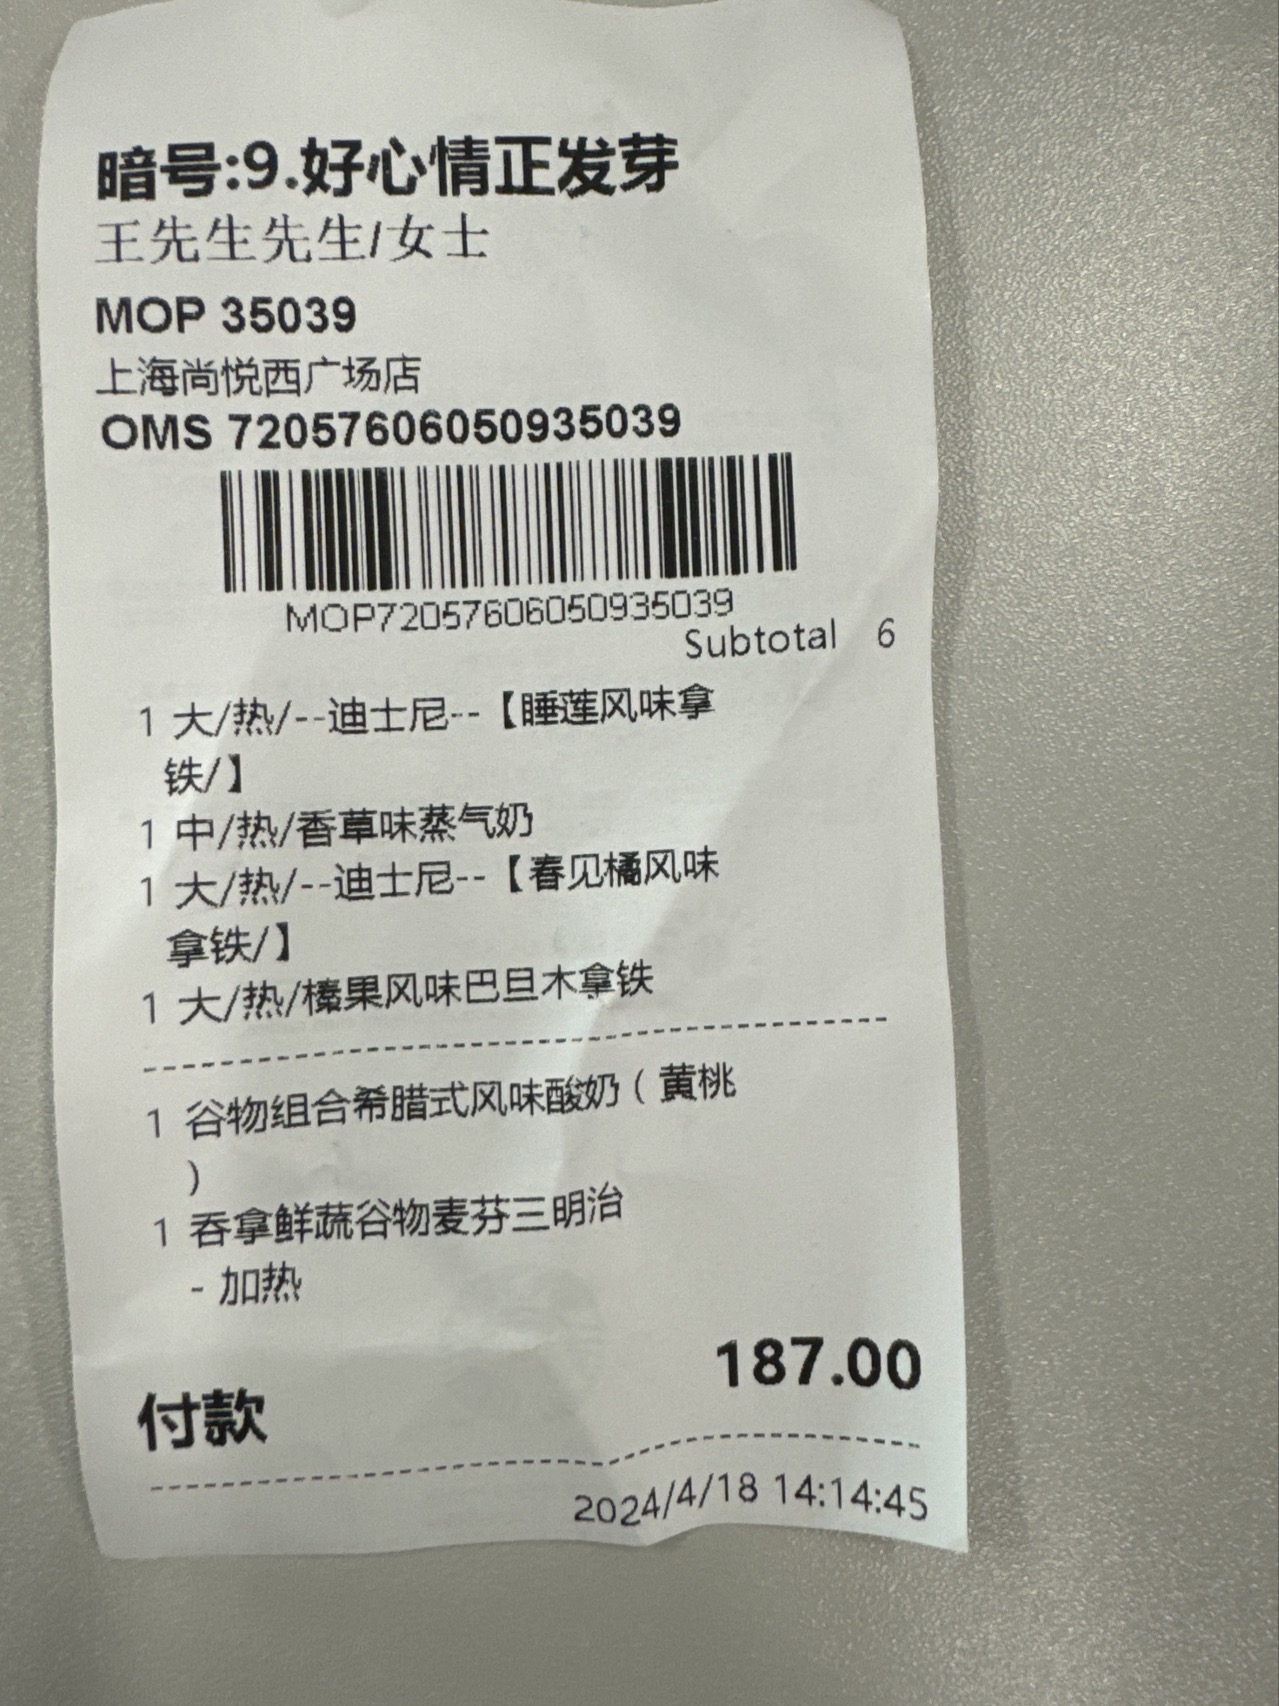 暗号:9.好心情正发芽
王先生先生/女士
MOP 35039
上海尚悦西广场店
OMS 72057606050935039
MOP72057606050935039
Subtotal 6
1 大/热/--迪士尼--【睡莲风味拿
铁/】
1 中/热/香草味蒸气奶
1 大/热/--迪士尼--【春见橘风味
拿铁/】
1 大/热/榛果风味巴旦木拿铁
1 谷物组合希腊式风味酸奶（黄桃
）
1 吞拿鲜蔬谷物麦芬三明治
- 加热
187.00
付款
2024/4/18 14:14:45